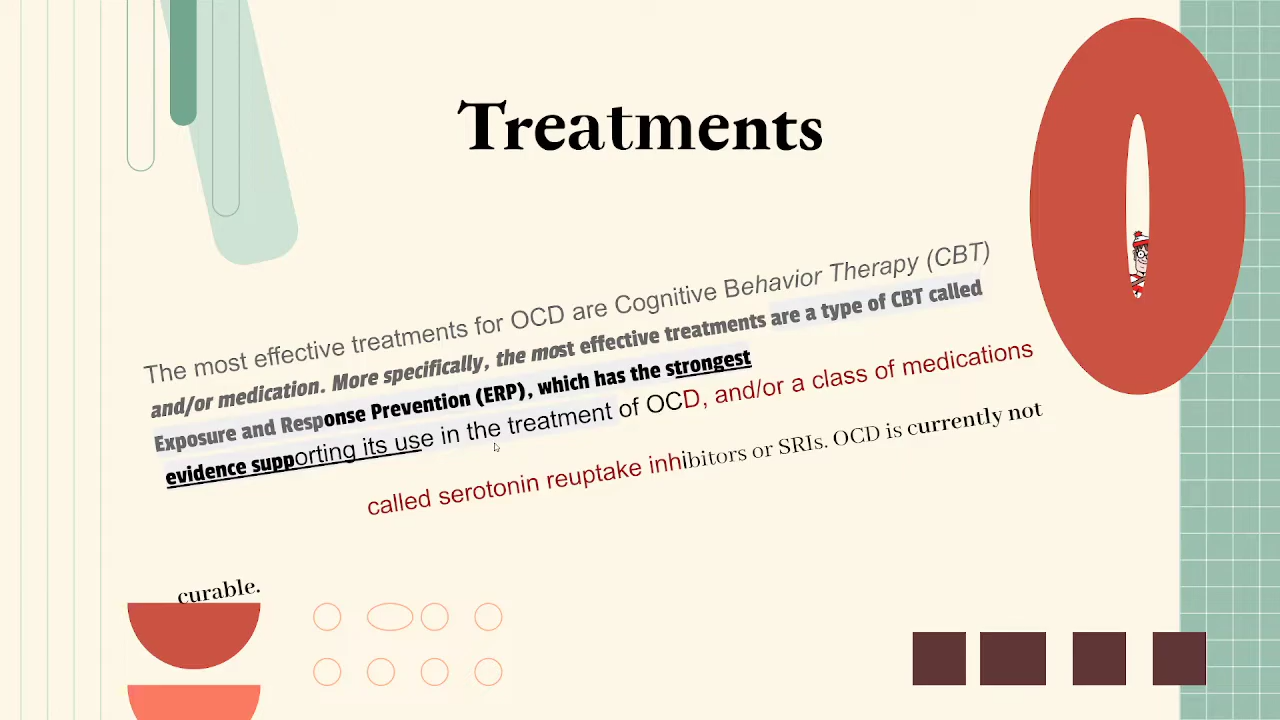 Treatments
The most effective treatments for OCD are Cognitive Behavior Therapy (CBT)
and/or medication. More specifically, the most effective treatments are a type of CBT called
Exposure and Response Prevention (ERP), which has the strongest
evidence supporting its use in the treatment of OCD, and/or a class of medications
called serotonin reuptake inhibitors or SRIs. OCD is currently not
curable.